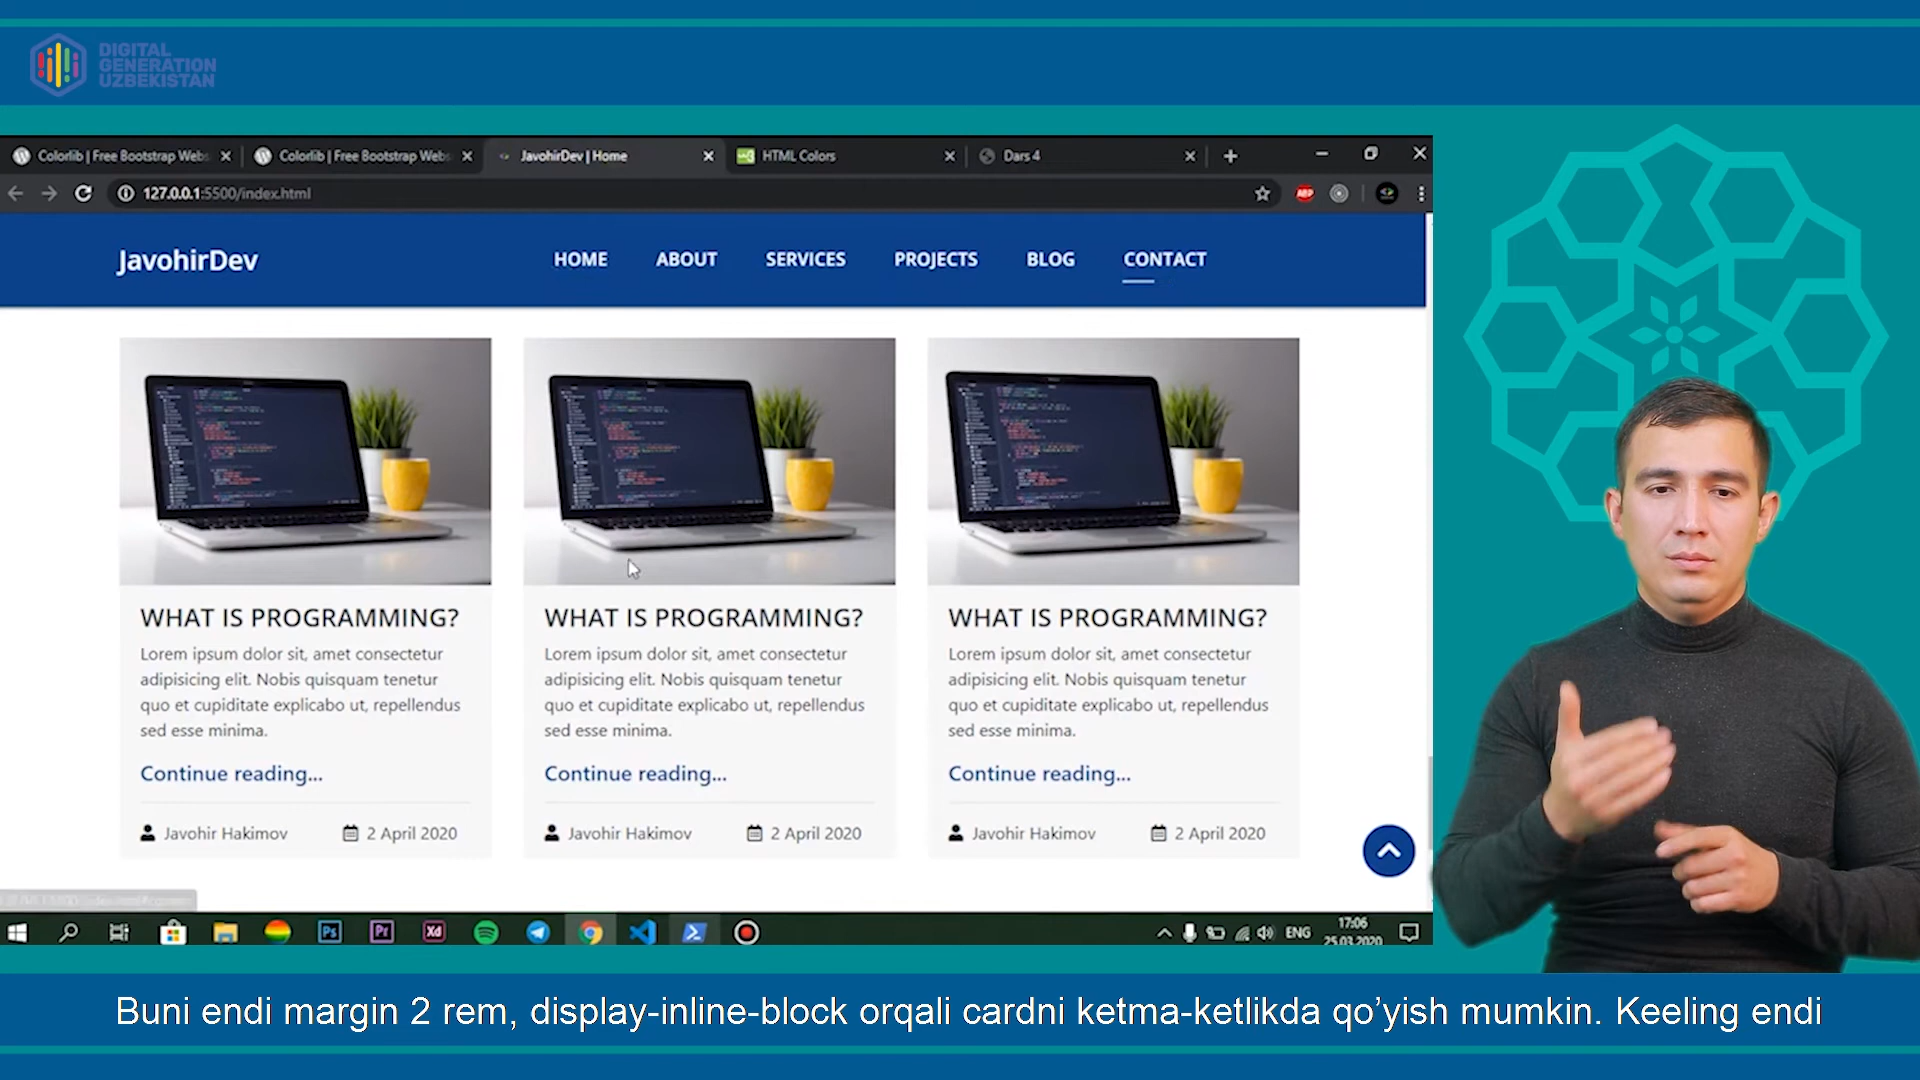 DIGITAL
GENERATION
UZBEKISTAN
Colorlib | Free Bootstrap Webs
Colorlib | Free Bootstrap Webs
JavohirDev | Home
HTML Colors
Dars 4
127.0.0.1:5500/index.html
ABP
JavohirDev
HOME
ABOUT
SERVICES
PROJECTS
BLOG
CONTACT
WHAT IS PROGRAMMING?
Lorem ipsum dolor sit, amet consectetur
adipisicing elit. Nobis quisquam tenetur
quo et cupiditate explicabo ut, repellendus
sed esse minima.
Continue reading...
Javohir Hakimov
2 April 2020
WHAT IS PROGRAMMING?
Lorem ipsum dolor sit, amet consectetur
adipisicing elit. Nobis quisquam tenetur
quo et cupiditate explicabo ut, repellendus
sed esse minima.
Continue reading...
Javohir Hakimov
2 April 2020
WHAT IS PROGRAMMING?
Lorem ipsum dolor sit, amet consectetur
adipisicing elit. Nobis quisquam tenetur
quo et cupiditate explicabo ut, repellendus
sed esse minima.
Continue reading...
Javohir Hakimov
2 April 2020
Ps
Pr
Xd
ENG
17:06
25.03.2020
Buni endi margin 2 rem, display-inline-block orqali cardni ketma-ketlikda qo’yish mumkin. Keeling endi